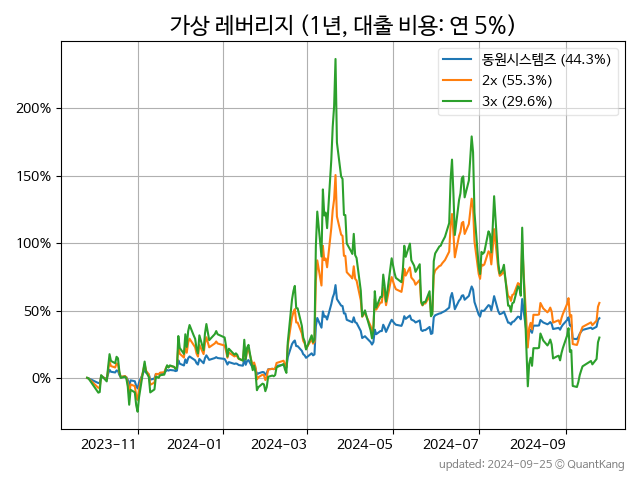 가상 레버리지 (1년, 대출 비용: 연 5%)
동원시스템즈 (44.3%)
2x (55.3%)
3x (29.6%)
200%
150%
100%
50%
0%
2023-11
2024-01
2024-03
2024-05
2024-07
2024-09
updated: 2024-09-25 © QuantKang